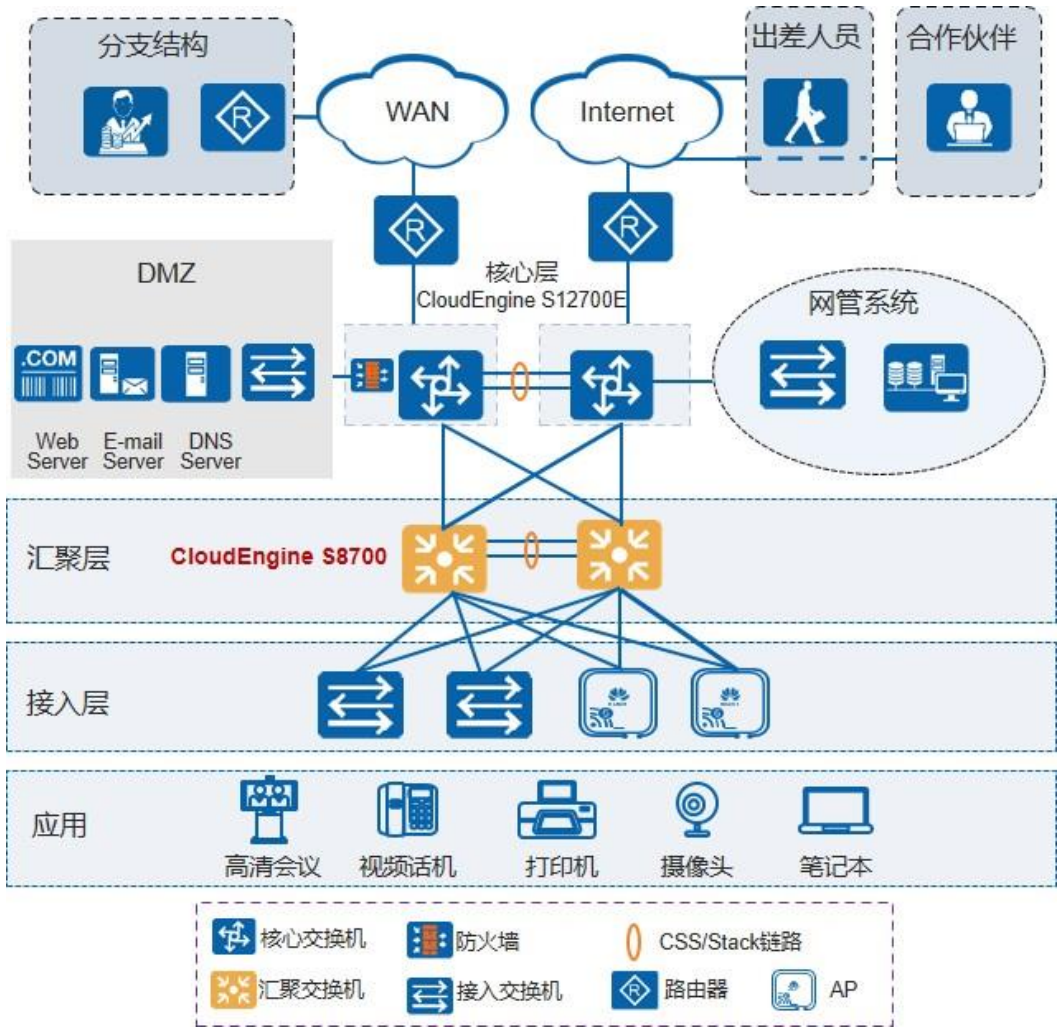 分支结构
出差人员
合作伙伴
WAN
Internet
R
R
R
DMZ
核心层
CloudEngine S12700E
网管系统
.COM
Web
Server
E-mail
Server
DNS
Server
汇聚层
CloudEngine S8700
接入层
应用
高清会议
视频话机
打印机
摄像头
笔记本
核心交换机
防火墙
CSS/Stack链路
汇聚交换机
接入交换机
R
路由器
AP